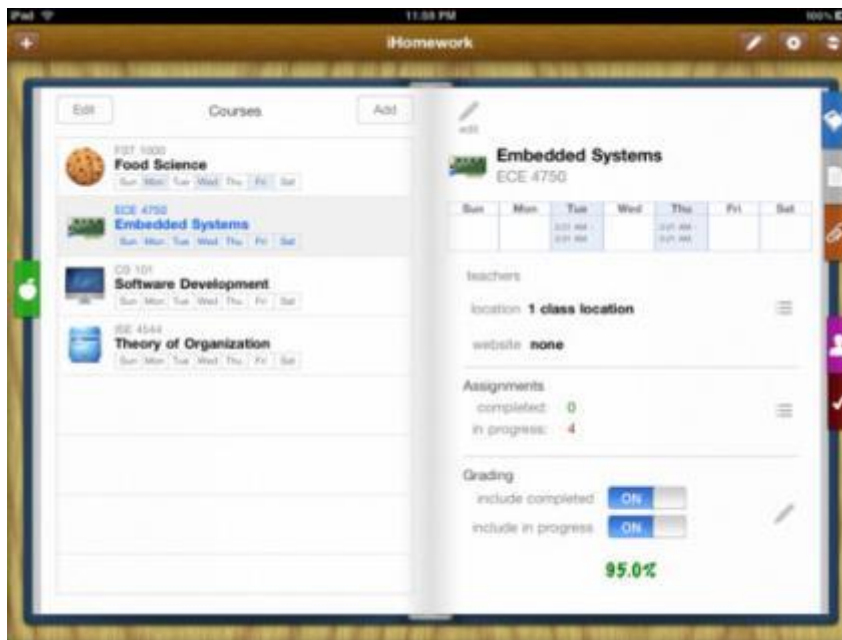 iPad 11:58 PM 100%
iHomework
Edit Courses Add
FST 1000
Food Science
Sun Mon Tue Wed Thu Fri Sat
ECE 4750
Embedded Systems
Sun Mon Tue Wed Thu Fri Sat
CS 101
Software Development
Sun Mon Tue Wed Thu Fri Sat
ISE 4544
Theory of Organization
Sun Mon Tue Wed Thu Fri Sat
edit
Embedded Systems
ECE 4750
Sun Mon Tue Wed Thu Fri Sat
teachers
location 1 class location
website none
Assignments
completed: 0
in progress: 4
Grading
include completed ON
include in progress ON
95.0%